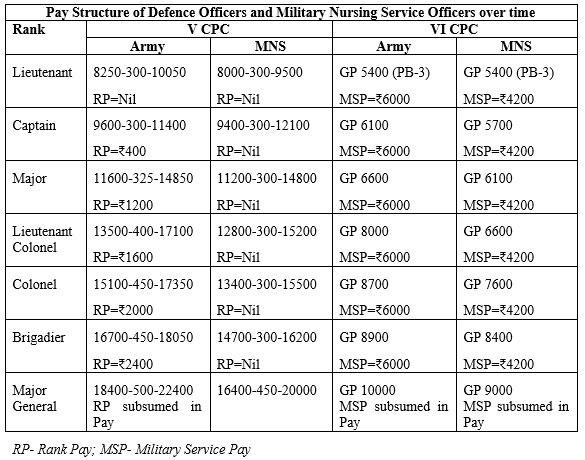 Pay Structure of Defence Officers and Military Nursing Service Officers over time
Rank V CPC VI CPC
Army MNS Army MNS
Lieutenant 8250-300-10050 8000-300-9500 GP 5400 (PB-3) GP 5400 (PB-3)
RP=Nil RP=Nil MSP=₹6000 MSP=₹4200
Captain 9600-300-11400 9400-300-12100 GP 6100 GP 5700
RP=₹400 RP=Nil MSP=₹6000 MSP=₹4200
Major 11600-325-14850 11200-300-14800 GP 6600 GP 6100
RP=₹1200 RP=Nil MSP=₹6000 MSP=₹4200
Lieutenant 13500-400-17100 12800-300-15200 GP 8000 GP 6600
Colonel RP=₹1600 RP=Nil MSP=₹6000 MSP=₹4200
Colonel 15100-450-17350 13400-300-15500 GP 8700 GP 7600
RP=₹2000 RP=Nil MSP=₹6000 MSP=₹4200
Brigadier 16700-450-18050 14700-300-16200 GP 8900 GP 8400
RP=₹2400 RP=Nil MSP=₹6000 MSP=₹4200
Major 18400-500-22400 16400-450-20000 GP 10000 GP 9000
General RP subsumed in MSP subsumed in MSP subsumed in
Pay Pay Pay
RP- Rank Pay; MSP- Military Service Pay